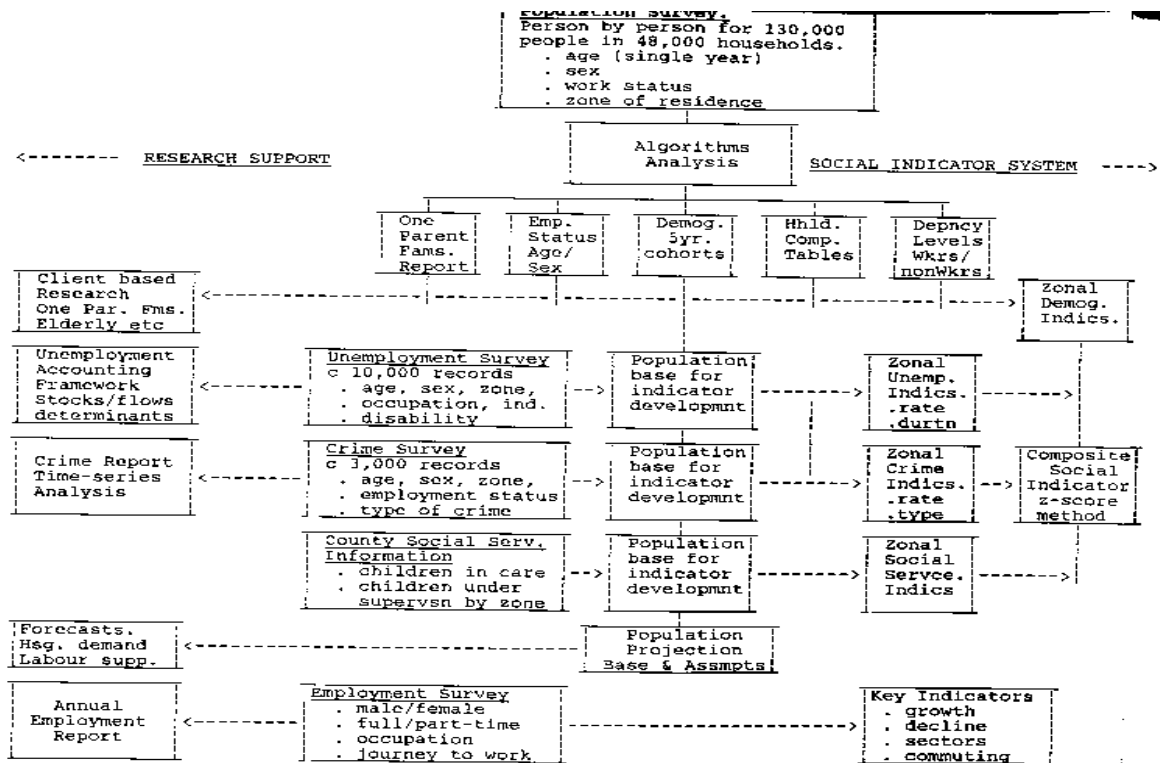 Population Survey.
Person by person for 130,000
people in 48,000 households.
. age (single year)
. sex
. work status
. zone of residence
Algorithms
Analysis
<------- RESEARCH SUPPORT
SOCIAL INDICATOR SYSTEM ---->
One
Parent
Fams.
Report
Emp.
Status
Age/
Sex
Demog.
5yr.
cohorts
Hhld.
Comp.
Tables
Depncy
Levels
Wkrs/
nonWkrs
Client based
Research
One Par. Fms.
Elderly etc
Zonal
Demog.
Indics.
Unemployment
Accounting
Framework
Stocks/flows
determinants
Unemployment Survey
c 10,000 records
. age, sex, zone,
. occupation, ind.
. disability
Population
base for
indicator
developmnt
Zonal
Unemp.
Indics.
.rate
.durtn
Crime Report
Time-series
Analysis
Crime Survey
c 3,000 records
. age, sex, zone,
. employment status
. type of crime
Population
base for
indicator
developmnt
Zonal
Crime
Indics.
.rate
.type
Composite
Social
Indicator
z-score
method
County Social Serv.
Information
. children in care
. children under
supervsn by zone
Population
base for
indicator
developmnt
Zonal
Social
Servce.
Indics
Forecasts.
Hsg. demand
Labour supp.
Population
Projection
Base & Assmpts
Annual
Employment
Report
Employment Survey
. male/female
. full/part-time
. occupation
. journey to work
Key Indicators
. growth
. decline
. sectors
. commuting